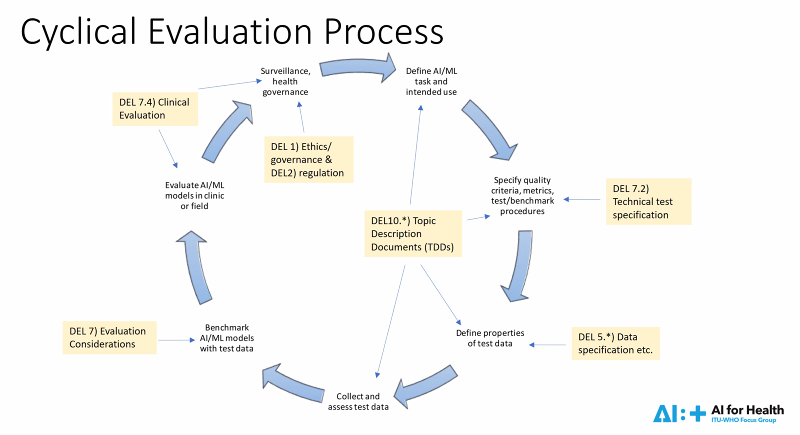 Cyclical Evaluation Process
Surveillance,
health
governance
Define AI/ML
task and
intended use
DEL 7.4) Clinical
Evaluation
DEL 1) Ethics/
governance &
DEL2) regulation
Evaluate AI/ML
models in clinic
or field
Specify quality
criteria, metrics,
test/benchmark
procedures
DEL 7.2)
Technical test
specification
DEL10.*) Topic
Description
Documents (TDDs)
DEL 7) Evaluation
Considerations
Benchmark
AI/ML models
with test data
Define properties
of test data
DEL 5.*) Data
specification etc.
Collect and
assess test data
AI:+ AI for Health
ITU-WHO Focus Group